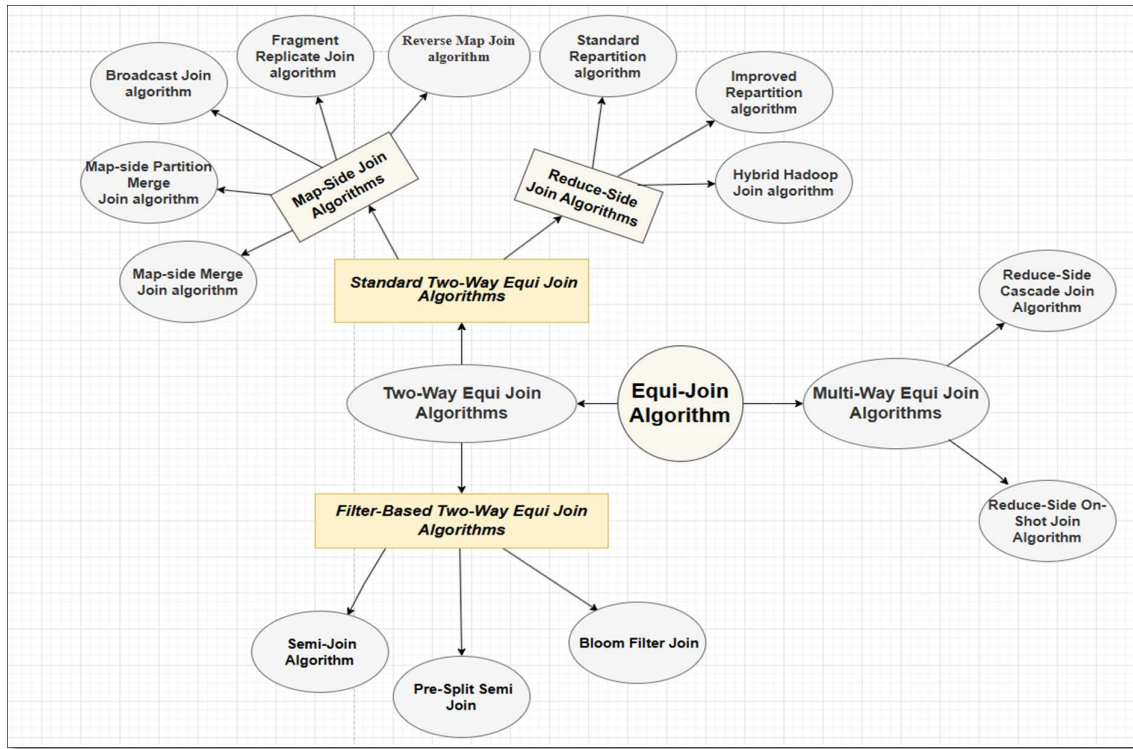 Fragment
Replicate Join
algorithm
Reverse Map Join
algorithm
Standard
Repartition
algorithm
Broadcast Join
algorithm
Improved
Repartition
algorithm
Map-side Partition
Merge
Join algorithm
Map-Side Join
Algorithms
Reduce-Side
Join Algorithms
Hybrid Hadoop
Join algorithm
Map-side Merge
Join algorithm
Standard Two-Way Equi Join
Algorithms
Reduce-Side
Cascade Join
Algorithm
Two-Way Equi Join
Algorithms
Equi-Join
Algorithm
Multi-Way Equi Join
Algorithms
Filter-Based Two-Way Equi Join
Algorithms
Reduce-Side On-
Shot Join
Algorithm
Semi-Join
Algorithm
Pre-Split Semi
Join
Bloom Filter Join